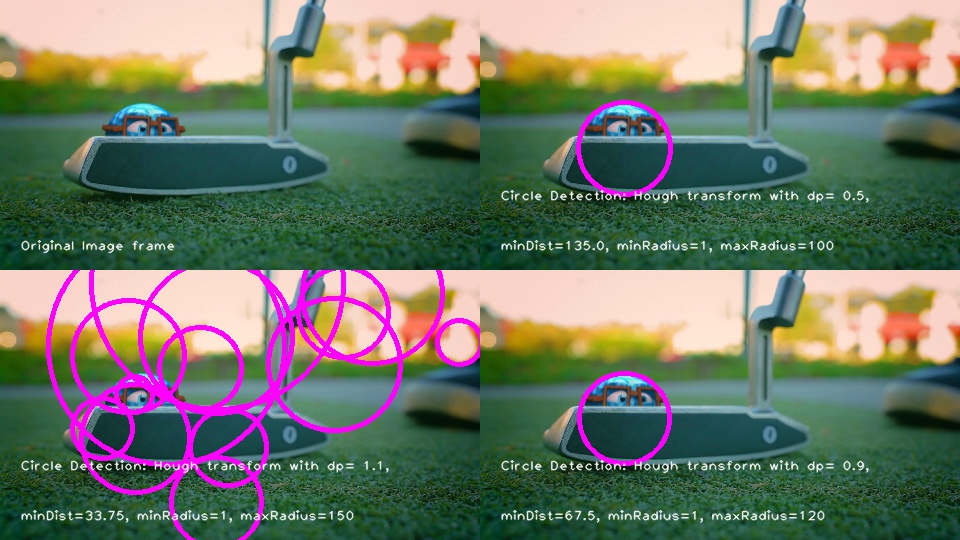 Original Image frame
Circle Detection: Hough transform with dp= 0.5,
minDist=135.0, minRadius=1, maxRadius=100
Circle Detection: Hough transform with dp= 1.1,
minDist=33.75, minRadius=1, maxRadius=150
Circle Detection: Hough transform with dp= 0.9,
minDist=67.5, minRadius=1, maxRadius=120